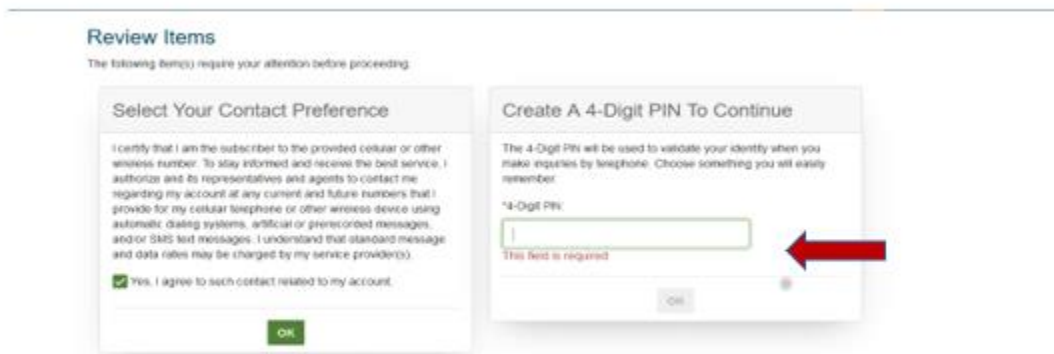 Review Items
The following item(s) require your attention before proceeding.
Select Your Contact Preference
I certify that I am the subscriber to the provided cellular or other
wireless number. To stay informed and receive the best service, I
authorize and its representatives and agents to contact me
regarding my account at any current and future numbers that I
provide for my cellular telephone or other wireless device using
automatic dialing systems, artificial or prerecorded messages,
and/or SMS text messages. I understand that standard message
and data rates may be charged by my service provider(s).
Yes, I agree to such contact related to my account.
OK
Create A 4-Digit PIN To Continue
The 4-Digit PIN will be used to validate your identity when you
make inquiries by telephone. Choose something you will easily
remember.
*4-Digit PIN:
This field is required
OK